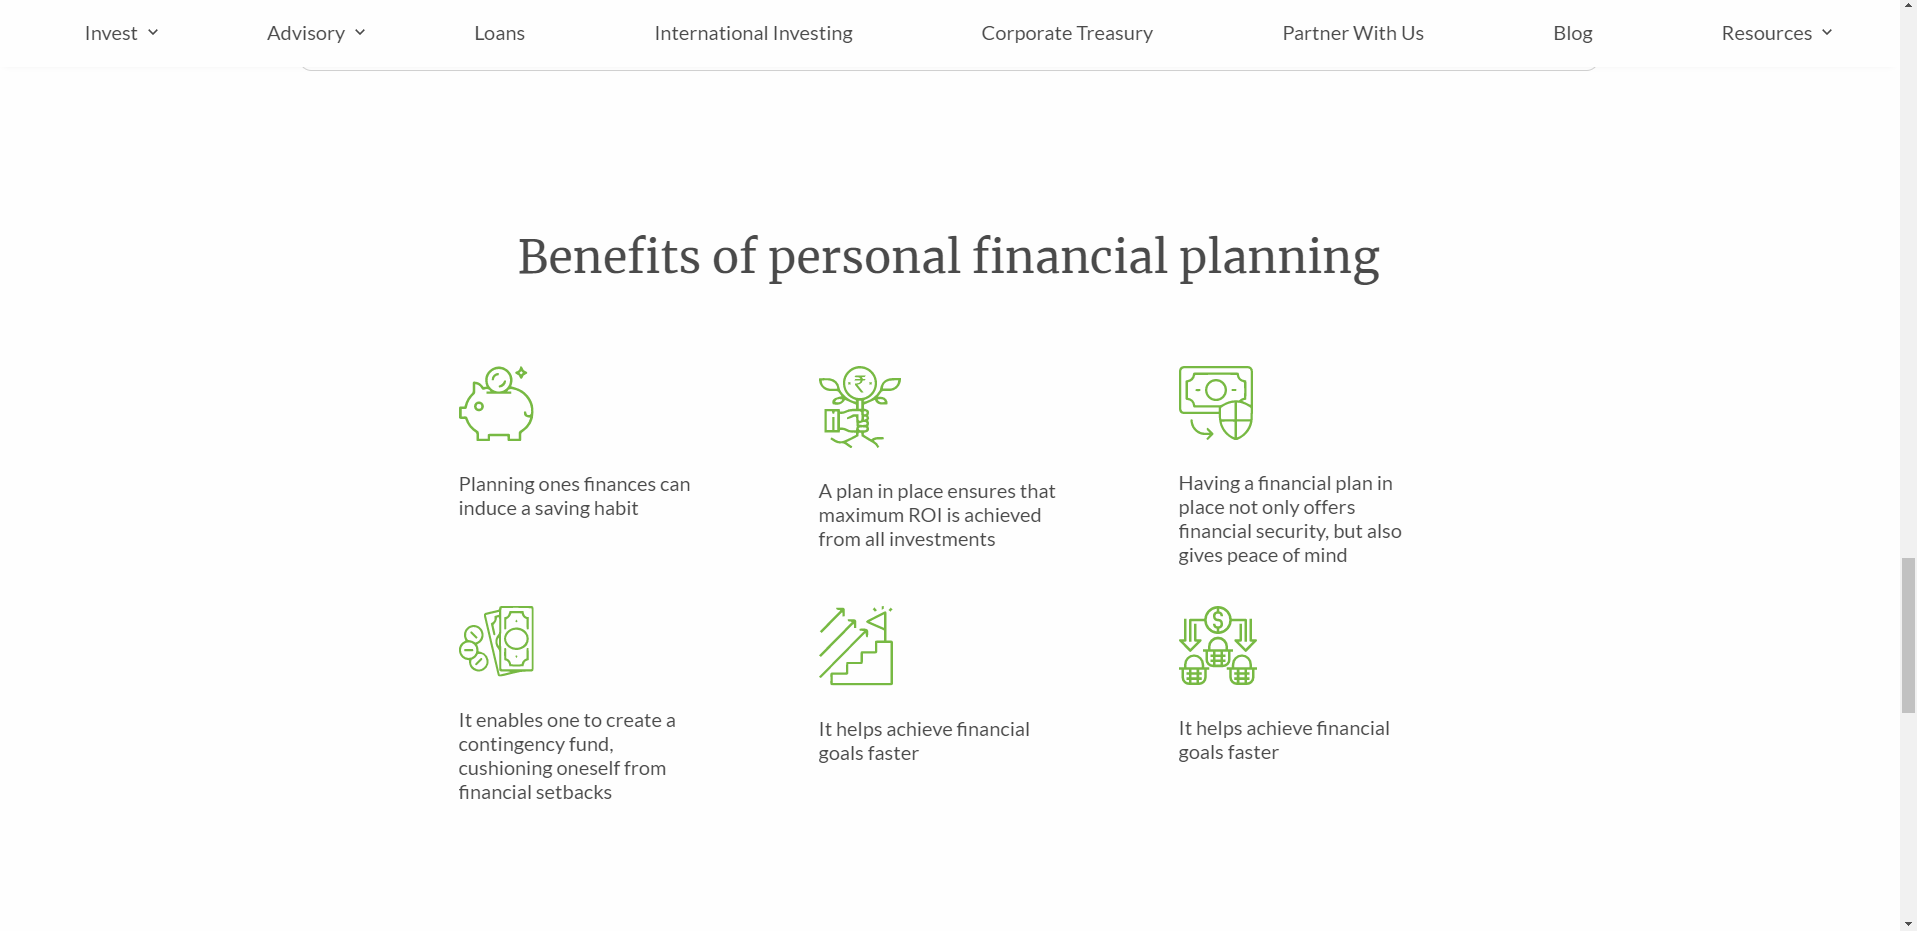 Invest
Advisory
Loans
International Investing
Corporate Treasury
Partner With Us
Blog
Resources
Benefits of personal financial planning
₹
Planning ones finances can
induce a saving habit
A plan in place ensures that
maximum ROI is achieved
from all investments
Having a financial plan in
place not only offers
financial security, but also
gives peace of mind
$
It enables one to create a
contingency fund,
cushioning oneself from
financial setbacks
It helps achieve financial
goals faster
It helps achieve financial
goals faster